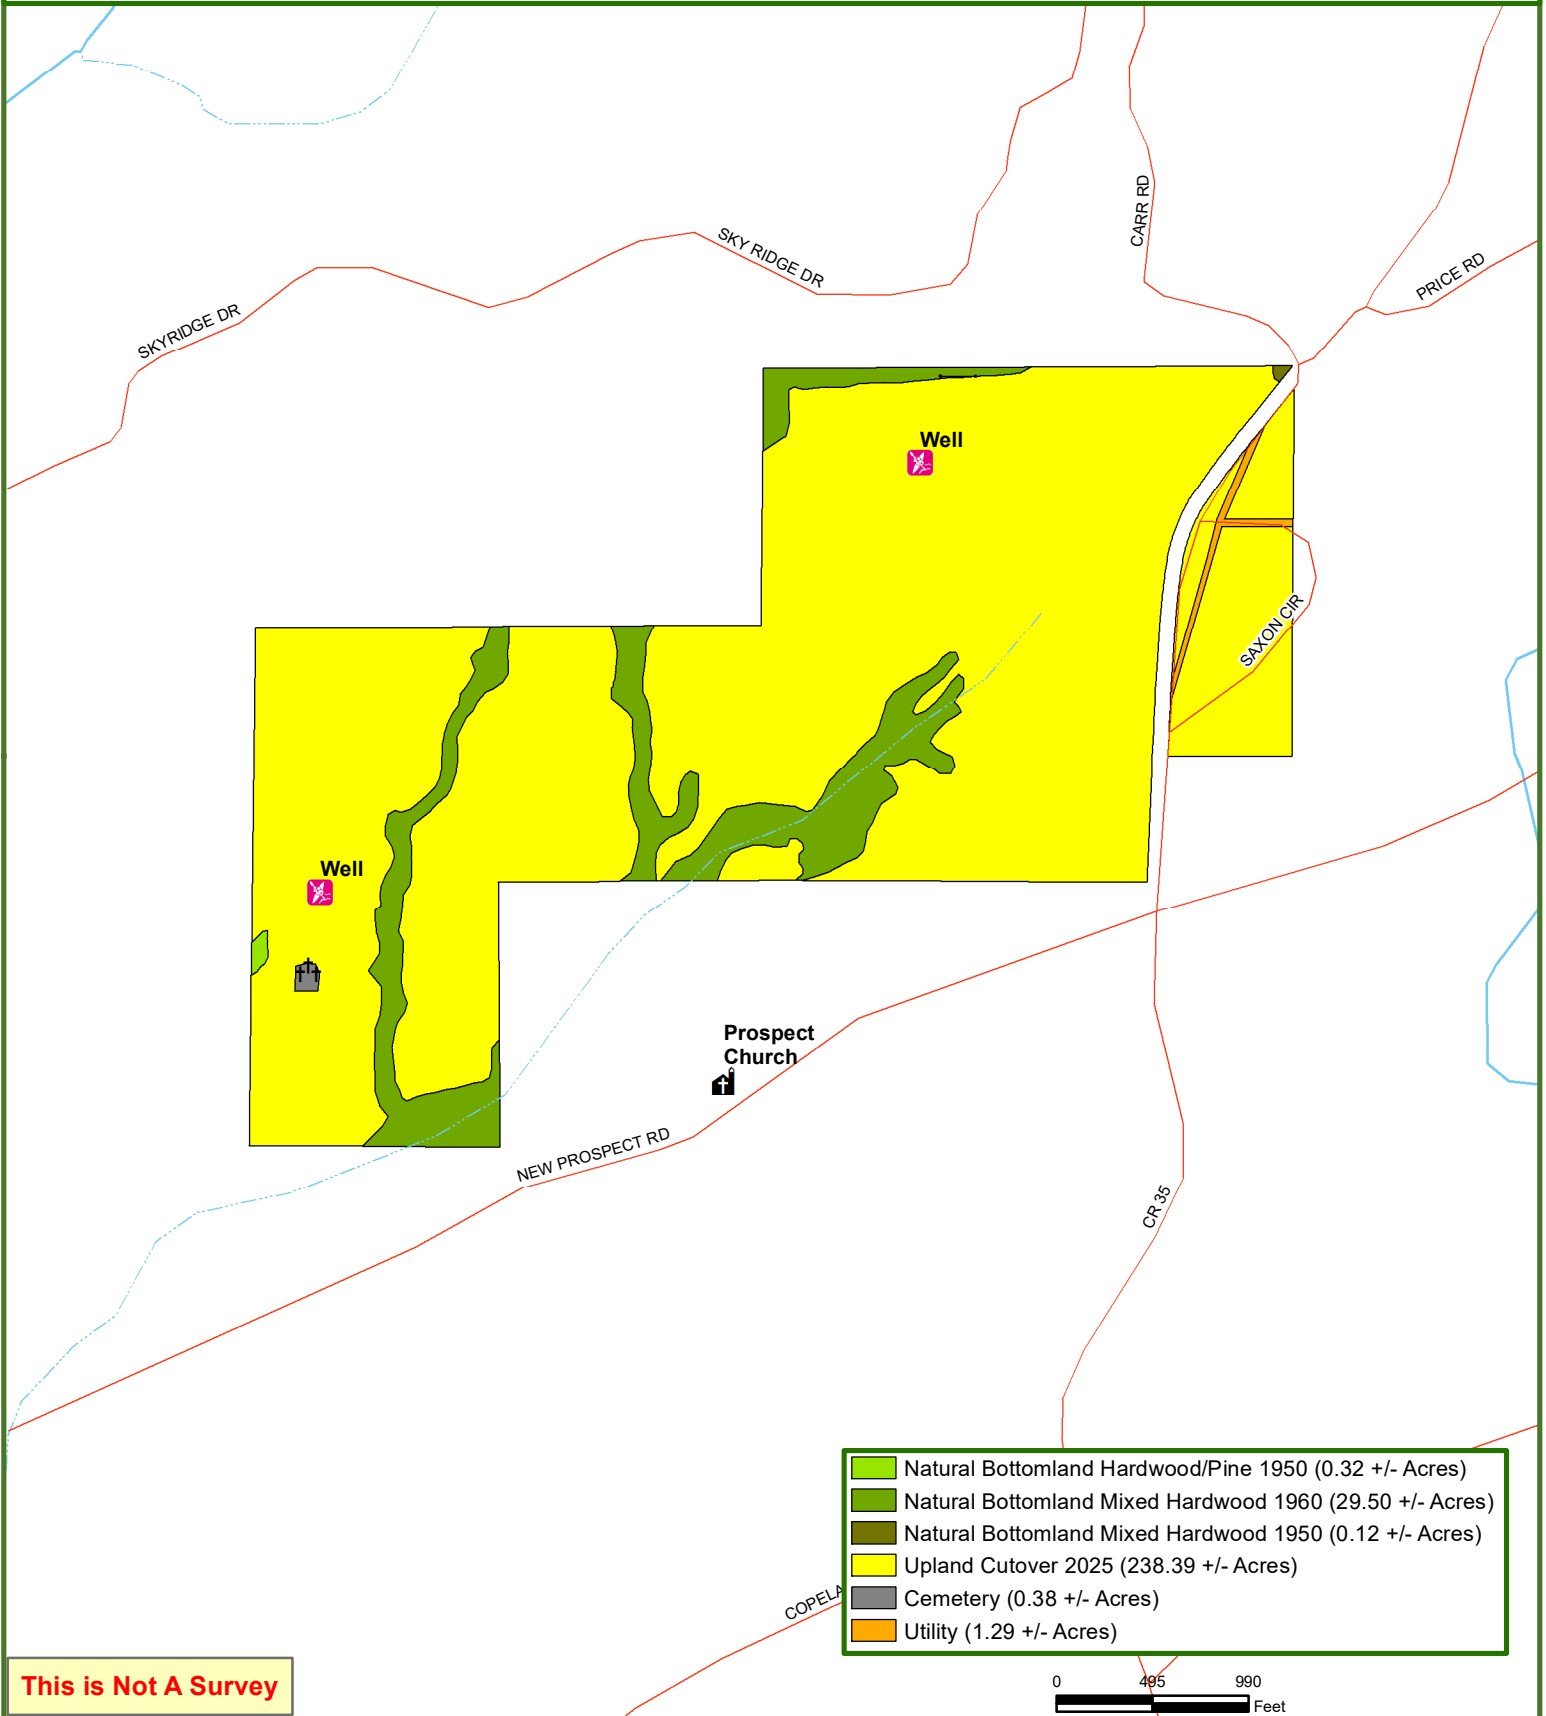 CARR RD
SKY RIDGE DR
PRICE RD
SKYRIDGE DR
Well
SAXON CIR
Well
Prospect
Church
NEW PROSPECT RD
CR 35
Natural Bottomland Hardwood/Pine 1950 (0.32 +/- Acres)
Natural Bottomland Mixed Hardwood 1960 (29.50 +/- Acres)
Natural Bottomland Mixed Hardwood 1950 (0.12 +/- Acres)
Upland Cutover 2025 (238.39 +/- Acres)
Cemetery (0.38 +/- Acres)
Utility (1.29 +/- Acres)
COPELA
This is Not A Survey
0 495 990
Feet